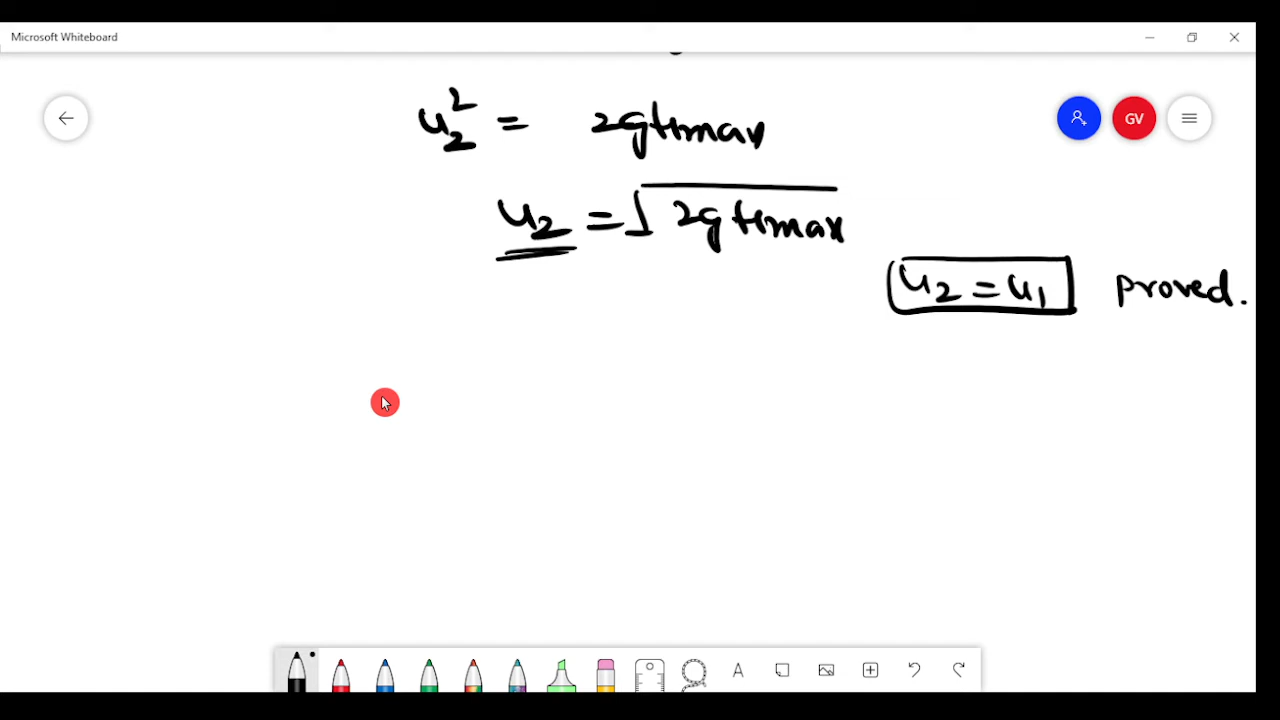 Microsoft Whiteboard
u₂² = 2gHmax
GV
u₂ = √2gHmax
u₂ = u₁ proved.
A